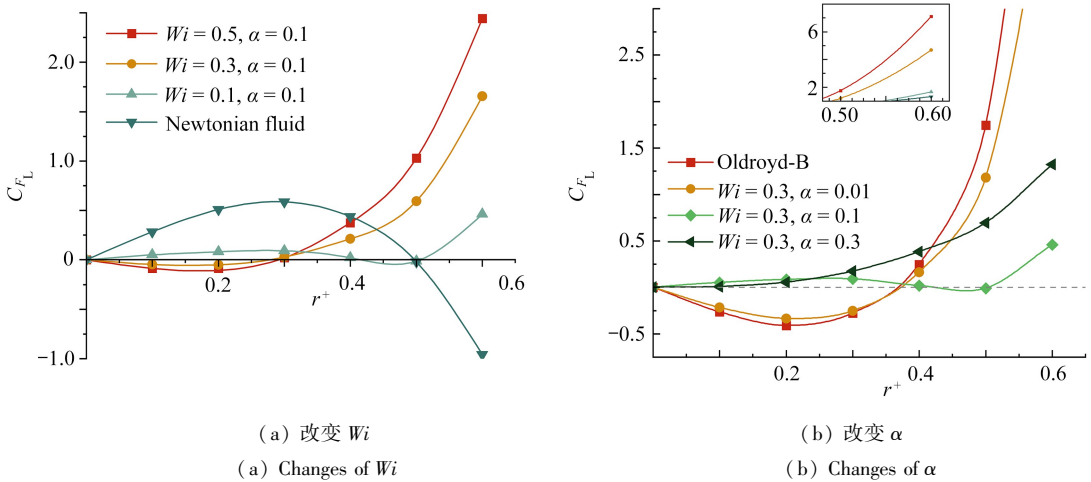 Wi = 0.5, α = 0.1
Wi = 0.3, α = 0.1
Wi = 0.1, α = 0.1
Newtonian fluid
2.0
1.0
0
−1.0
0.2
0.4
0.6
C_{F_L}
r⁺
(a) 改变 Wi
(a) Changes of Wi
6
2
0.50
0.60
Oldroyd-B
Wi = 0.3, α = 0.01
Wi = 0.3, α = 0.1
Wi = 0.3, α = 0.3
2.5
1.5
0.5
−0.5
0.2
0.4
0.6
C_{F_L}
r⁺
(b) 改变 α
(b) Changes of α